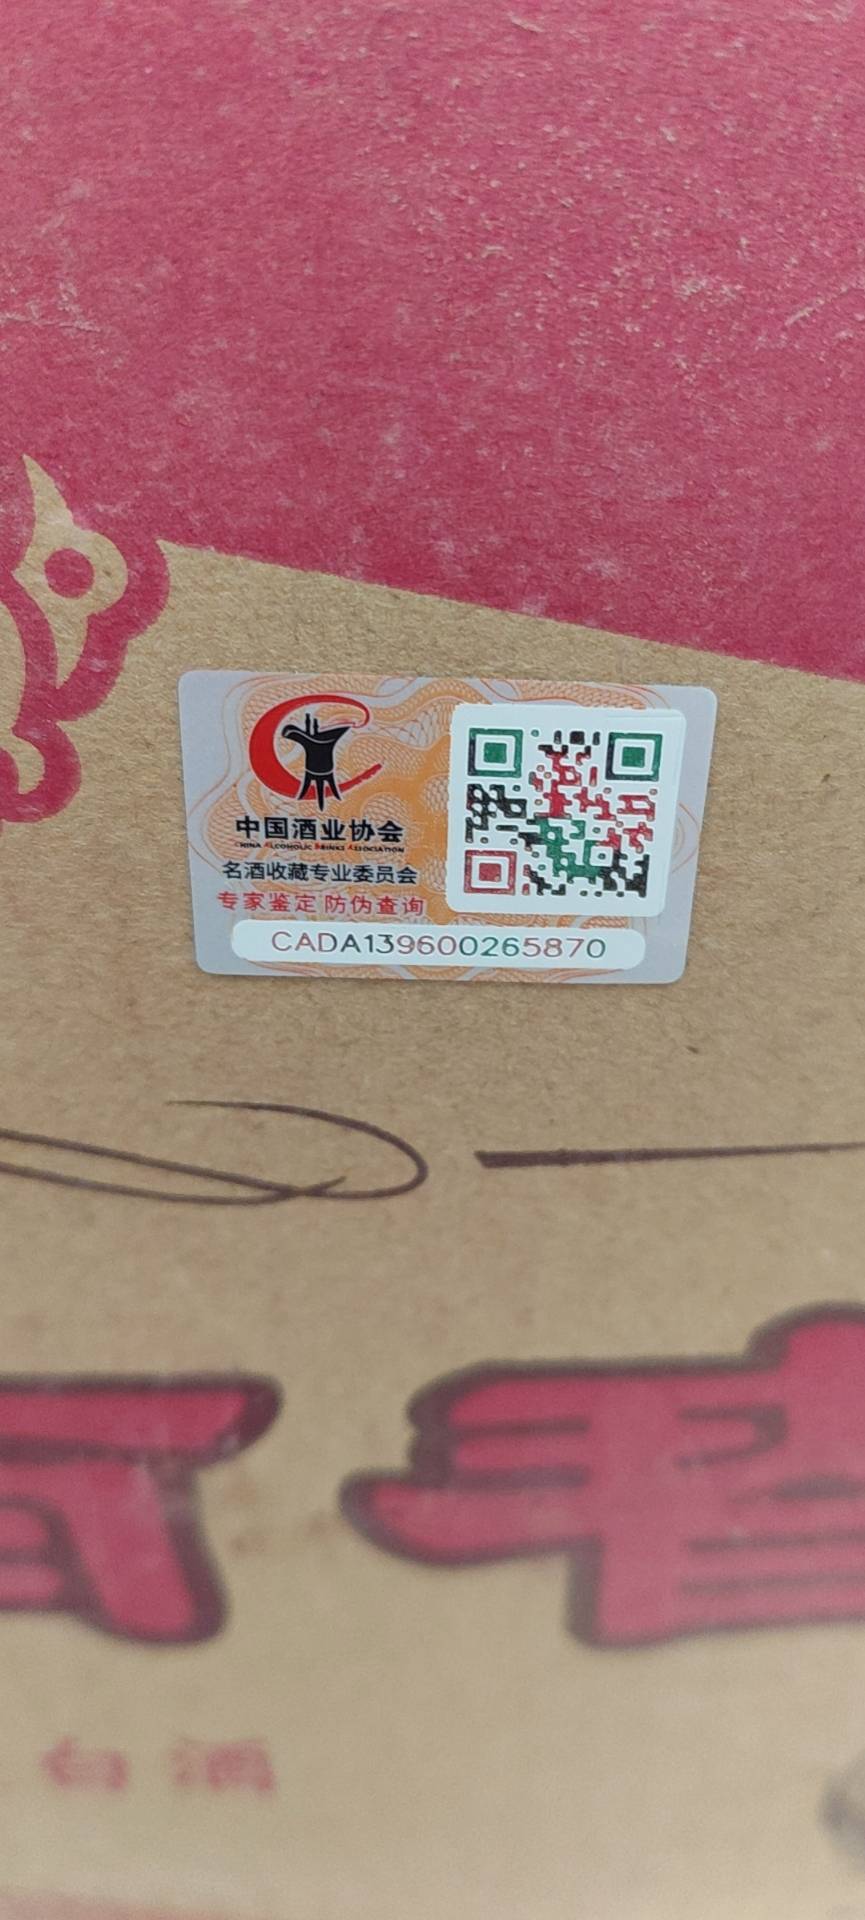 中国酒业协会
CHINA ALCOHOLIC DRINKS ASSOCIATION
名酒收藏专业委员会
专家鉴定 防伪查询
CADA139600265870
白酒